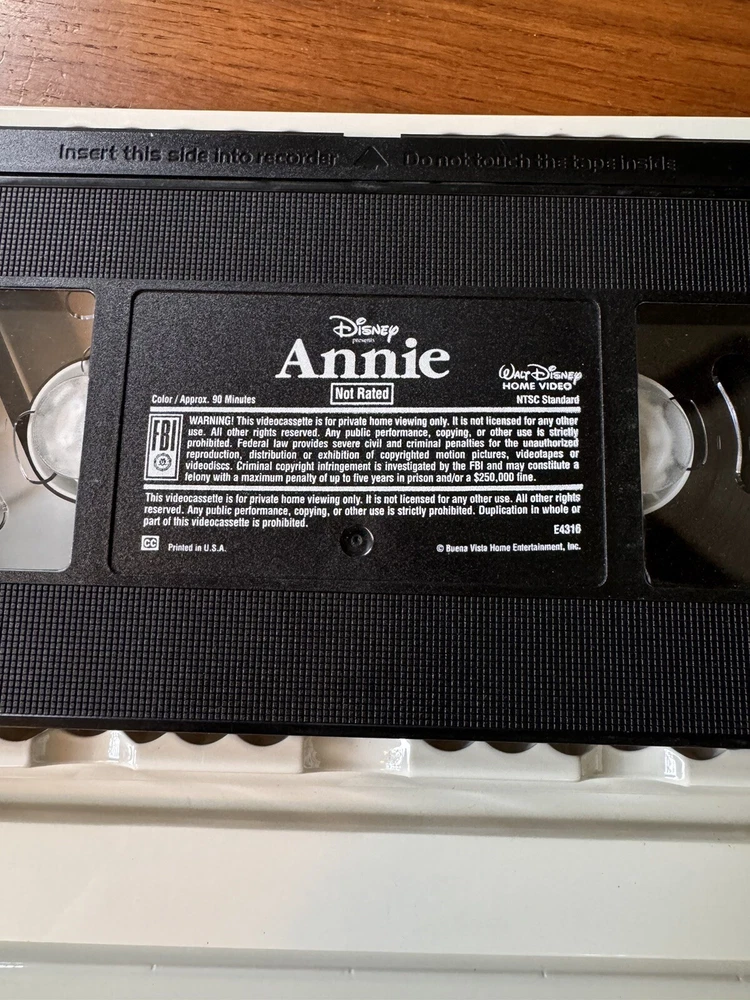 Insert this side into recorder Do not touch the tape inside
Disney
presents
Annie
Not Rated
Color / Approx. 90 Minutes
WALT DISNEY
HOME VIDEO
NTSC Standard
FBI
WARNING! This videocassette is for private home viewing only. It is not licensed for any other
use. All other rights reserved. Any public performance, copying, or other use is strictly
prohibited. Federal law provides severe civil and criminal penalties for the unauthorized
reproduction, distribution or exhibition of copyrighted motion pictures, videotapes or
videodiscs. Criminal copyright infringement is investigated by the FBI and may constitute a
felony with a maximum penalty of up to five years in prison and/or a $250,000 fine.
This videocassette is for private home viewing only. It is not licensed for any other use. All other rights
reserved. Any public performance, copying, or other use is strictly prohibited. Duplication in whole or
part of this videocassette is prohibited.
E4316
CC Printed in U.S.A.
© Buena Vista Home Entertainment, Inc.